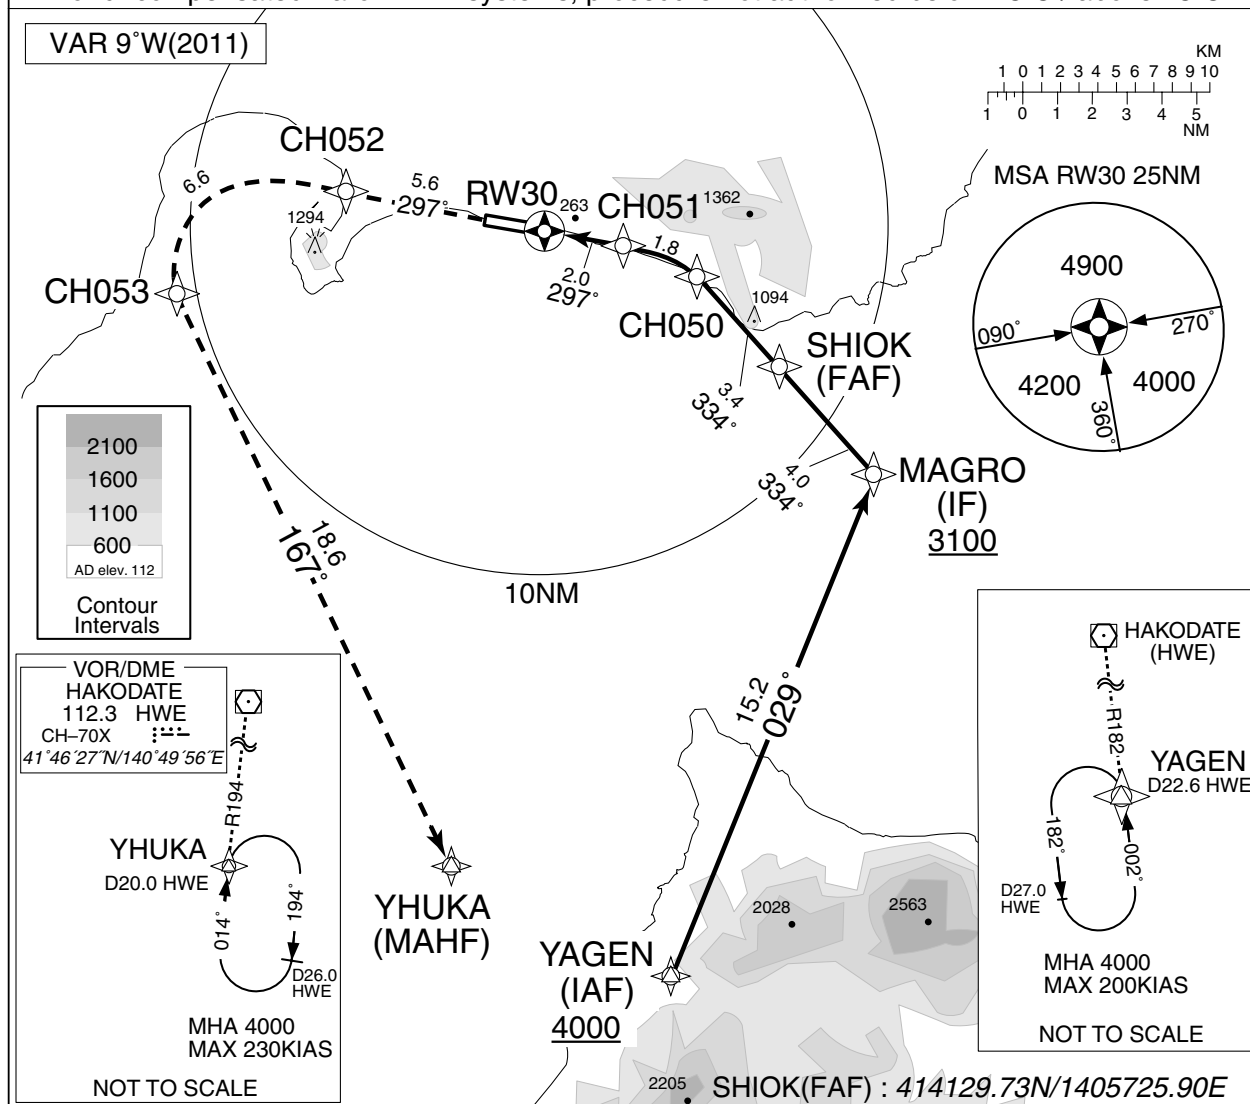 VAR 9°W(2011)
KM
1 0 1 2 3 4 5 6 7 8 9 10
1 0 1 2 3 4 5
NM
MSA RW30 25NM
4900
090°
270°
4200
4000
360°
CH052
6.6
5.6
297°
RW30
263
CH051
1362
1294
1.8
2.0
297°
1094
CH053
CH050
SHIOK
(FAF)
3.4
334°
4.0
334°
MAGRO
(IF)
3100
2100
1600
1100
600
AD elev. 112
Contour
Intervals
18.6
167°
10NM
15.2
029°
VOR/DME
HAKODATE
112.3 HWE
CH–70X
41°46´27˝N/140°49´56˝E
R194
YHUKA
D20.0 HWE
014°
194°
D26.0
HWE
MHA 4000
MAX 230KIAS
NOT TO SCALE
YHUKA
(MAHF)
YAGEN
(IAF)
4000
2028
2563
2205
HAKODATE
(HWE)
R182
YAGEN
D22.6 HWE
182°
002°
D27.0
HWE
MHA 4000
MAX 200KIAS
NOT TO SCALE
SHIOK(FAF) : 414129.73N/1405725.90E